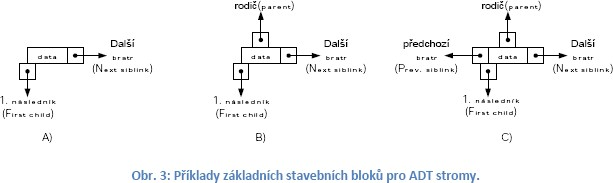 rodič(parent)
rodič(parent)
data
Další
bratr
(Next siblink)
1. následník
(First child)
A)
data
Další
bratr
(Next siblink)
1. následník
(First child)
B)
předchozí
bratr
(Prev. siblink)
data
Další
bratr
(Next siblink)
1. následník
(First child)
C)
Obr. 3: Příklady základních stavebních bloků pro ADT stromy.